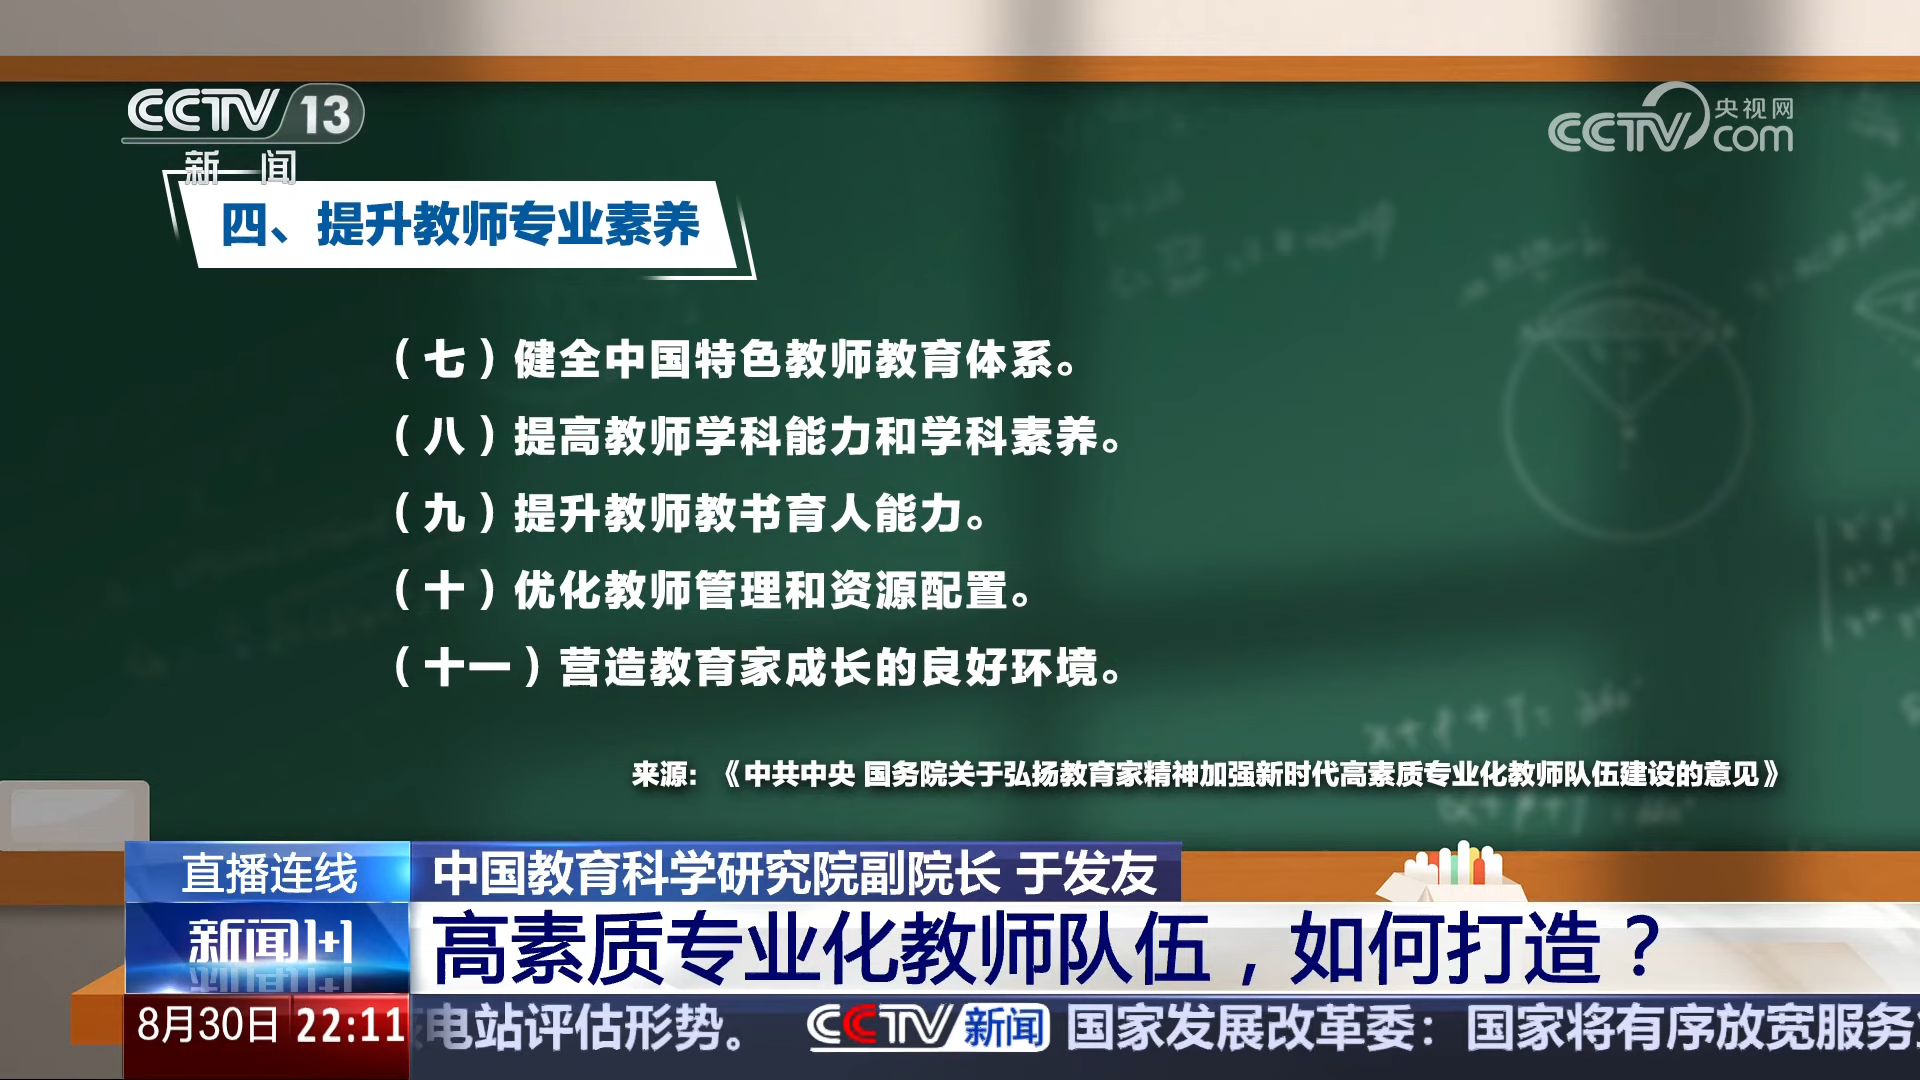 CCTV 13
新闻
央视网
CCTV com
四、提升教师专业素养
（七）健全中国特色教师教育体系。
（八）提高教师学科能力和学科素养。
（九）提升教师教书育人能力。
（十）优化教师管理和资源配置。
（十一）营造教育家成长的良好环境。
来源：《中共中央 国务院关于弘扬教育家精神加强新时代高素质专业化教师队伍建设的意见》
直播连线
中国教育科学研究院副院长 于发友
新闻1+1
高素质专业化教师队伍，如何打造？
8月30日 22:11
电站评估形势。 CCTV新闻 国家发展改革委：国家将有序放宽服务